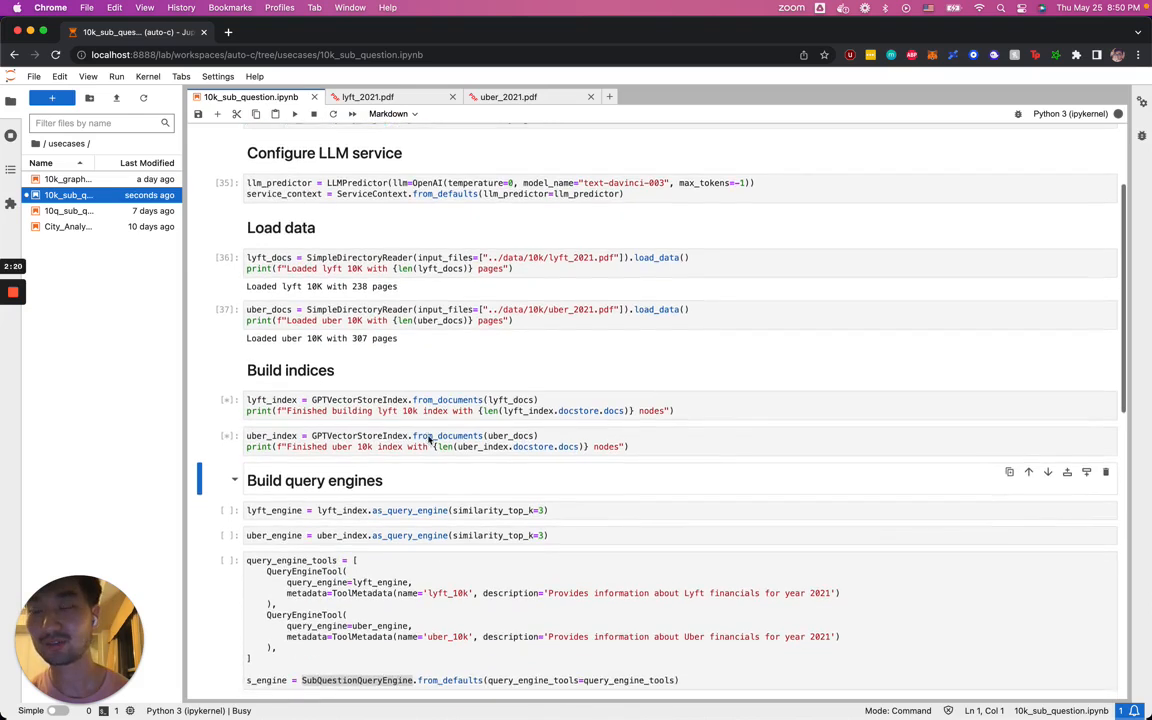 Chrome File Edit View History Bookmarks Profiles Tab Window Help zoom Thu May 25 8:50 PM
10k_sub_ques... (auto-c) - Jup
localhost:8888/lab/workspaces/auto-c/tree/usecases/10k_sub_question.ipynb
File Edit View Run Kernel Tabs Settings Help
10k_sub_question.ipynb lyft_2021.pdf uber_2021.pdf
Markdown Python 3 (ipykernel)
Filter files by name
/ usecases /
Name Last Modified
10k_graph... a day ago
10k_sub_q... seconds ago
10q_sub_q... 7 days ago
City_Analy... 10 days ago
2:20
Configure LLM service
[35]: llm_predictor = LLMPredictor(llm=OpenAI(temperature=0, model_name="text-davinci-003", max_tokens=-1))
service_context = ServiceContext.from_defaults(llm_predictor=llm_predictor)
Load data
[36]: lyft_docs = SimpleDirectoryReader(input_files=["../data/10k/lyft_2021.pdf"]).load_data()
print(f"Loaded lyft 10K with {len(lyft_docs)} pages")
Loaded lyft 10K with 238 pages
[37]: uber_docs = SimpleDirectoryReader(input_files=["../data/10k/uber_2021.pdf"]).load_data()
print(f"Loaded uber 10K with {len(uber_docs)} pages")
Loaded uber 10K with 307 pages
Build indices
[*]: lyft_index = GPTVectorStoreIndex.from_documents(lyft_docs)
print(f"Finished building lyft 10k index with {len(lyft_index.docstore.docs)} nodes")
[*]: uber_index = GPTVectorStoreIndex.from_documents(uber_docs)
print(f"Finished uber 10k index with {len(uber_index.docstore.docs)} nodes")
Build query engines
[ ]: lyft_engine = lyft_index.as_query_engine(similarity_top_k=3)
[ ]: uber_engine = uber_index.as_query_engine(similarity_top_k=3)
[ ]: query_engine_tools = [
QueryEngineTool(
query_engine=lyft_engine,
metadata=ToolMetadata(name='lyft_10k', description='Provides information about Lyft financials for year 2021')
),
QueryEngineTool(
query_engine=uber_engine,
metadata=ToolMetadata(name='uber_10k', description='Provides information about Uber financials for year 2021')
),
]
s_engine = SubQuestionQueryEngine.from_defaults(query_engine_tools=query_engine_tools)
Simple 0 1 Python 3 (ipykernel) | Busy Mode: Command Ln 1, Col 1 10k_sub_question.ipynb 1